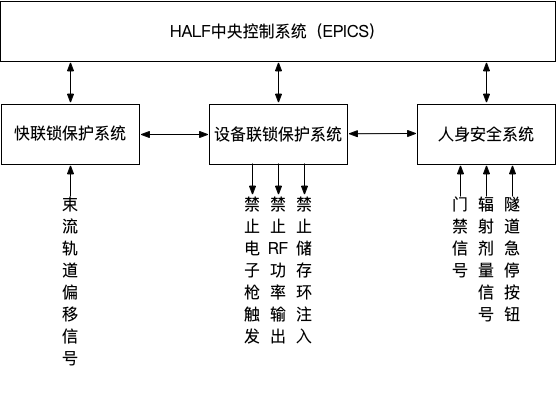 HALF中央控制系统（EPICS）
快联锁保护系统
设备联锁保护系统
人身安全系统
束流轨道偏移信号
禁止电子枪触发
禁止RF功率输出
禁止储存环注入
门禁信号
辐射剂量信号
隧道急停按钮